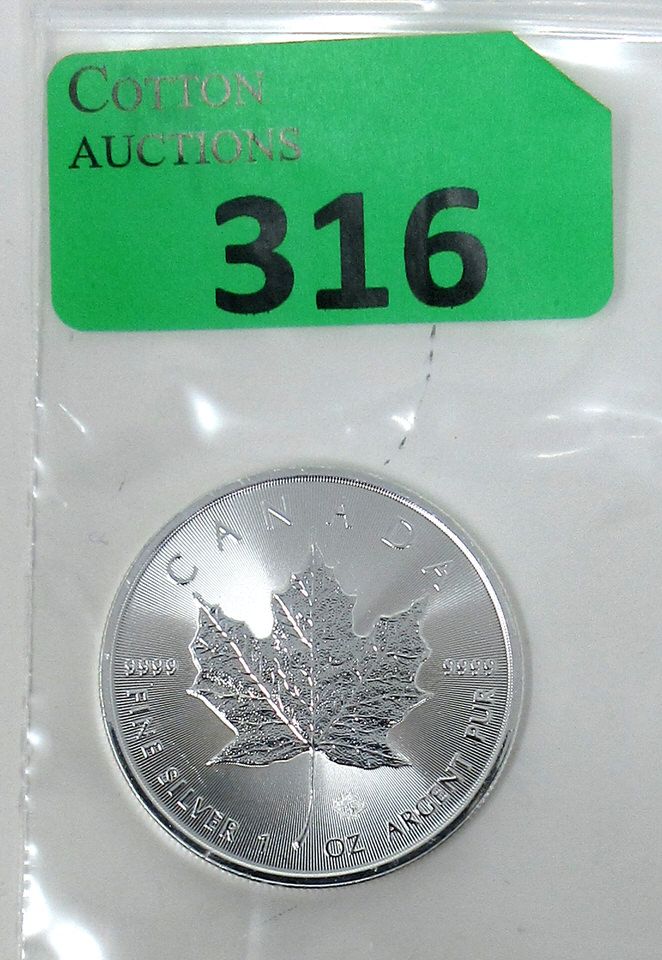 COTTON
AUCTIONS
316
CANADA
9999
9999
FINE SILVER 1 OZ ARGENT PUR